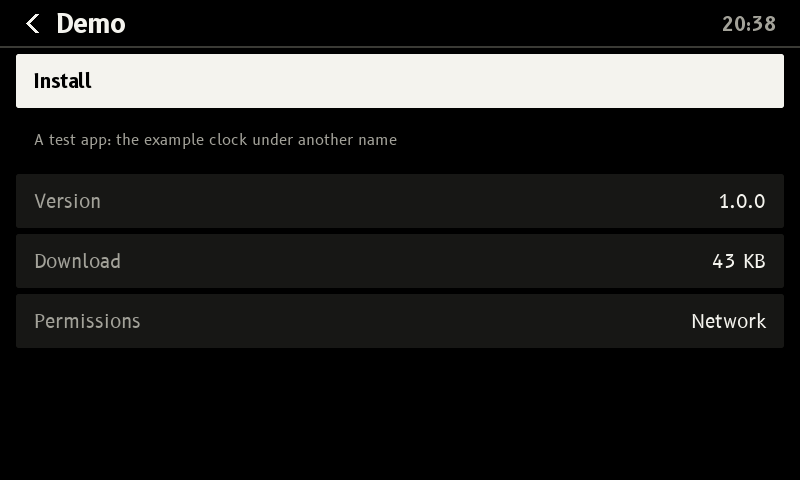 Demo
20:38
Install
A test app: the example clock under another name
Version 1.0.0
Download 43 KB
Permissions Network